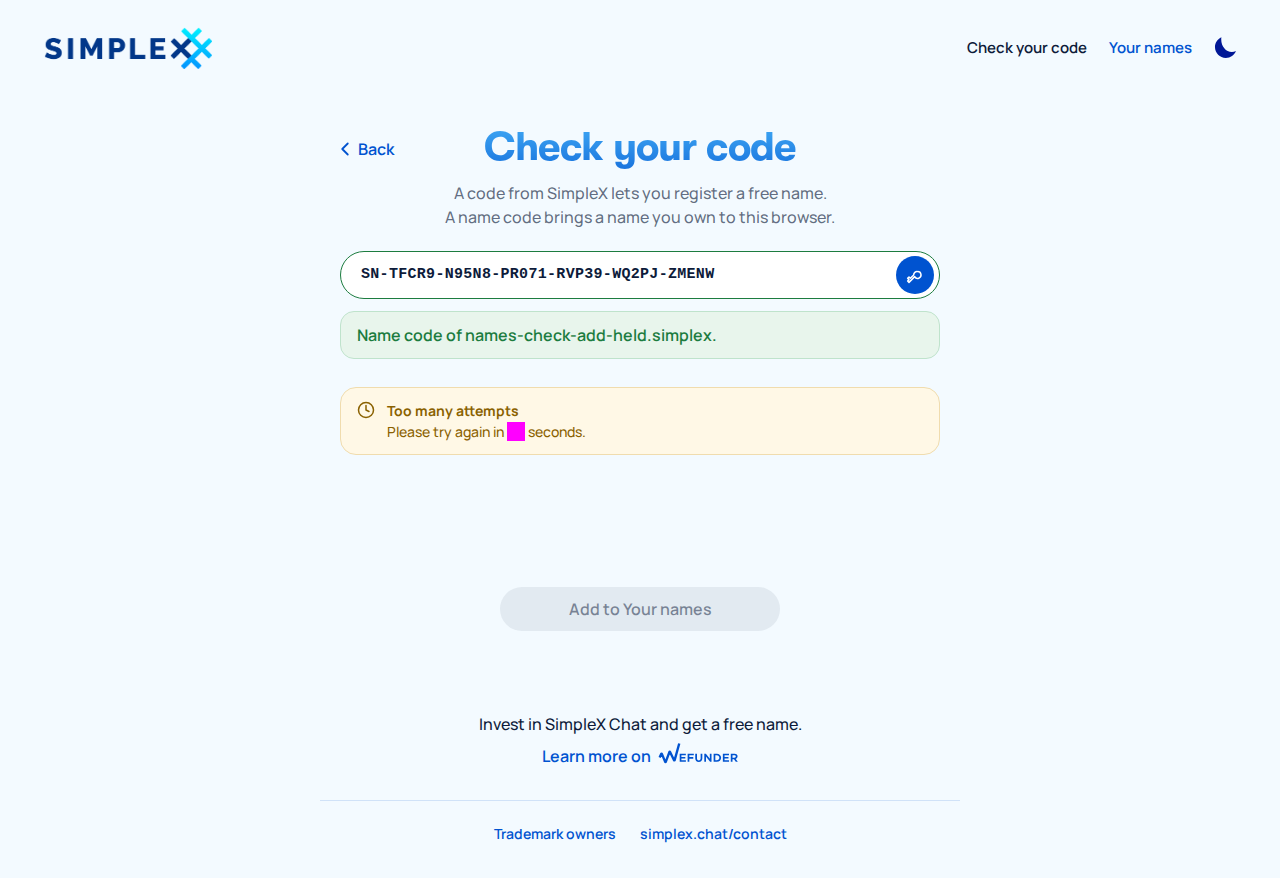 SIMPLEX
Check your code
Your names
Back
Check your code
A code from SimpleX lets you register a free name.
A name code brings a name you own to this browser.
SN-TFCR9-N95N8-PR071-RVP39-WQ2PJ-ZMENW
Name code of names-check-add-held.simplex.
Too many attempts
Please try again in seconds.
Add to Your names
Invest in SimpleX Chat and get a free name.
Learn more on WEFUNDER
Trademark owners
simplex.chat/contact